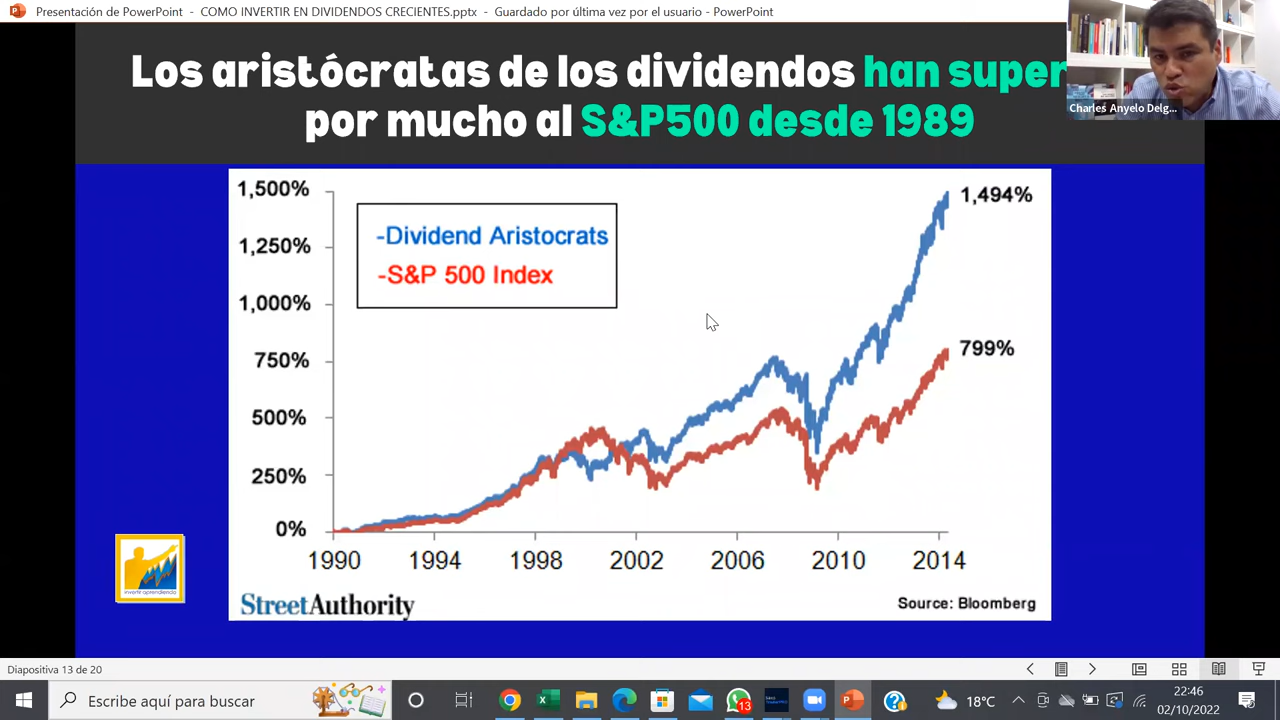 Presentación de PowerPoint - COMO INVERTIR EN DIVIDENDOS CRECIENTES.pptx - Guardado por última vez por el usuario - PowerPoint
Los aristócratas de los dividendos han super
por mucho al S&P500 desde 1989
Charles Anyelo Delg...
1,500%
1,250%
1,000%
750%
500%
250%
0%
-Dividend Aristocrats
-S&P 500 Index
1,494%
799%
1990 1994 1998 2002 2006 2010 2014
StreetAuthority
Source: Bloomberg
invertir aprendiendo
Diapositiva 13 de 20
Escribe aquí para buscar
13
18°C
22:46
02/10/2022